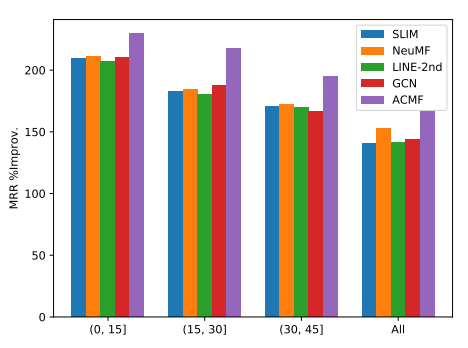 SLIM
NeuMF
LINE-2nd
GCN
ACMF
MRR %Improv.
200
150
100
50
0
(0, 15]
(15, 30]
(30, 45]
All